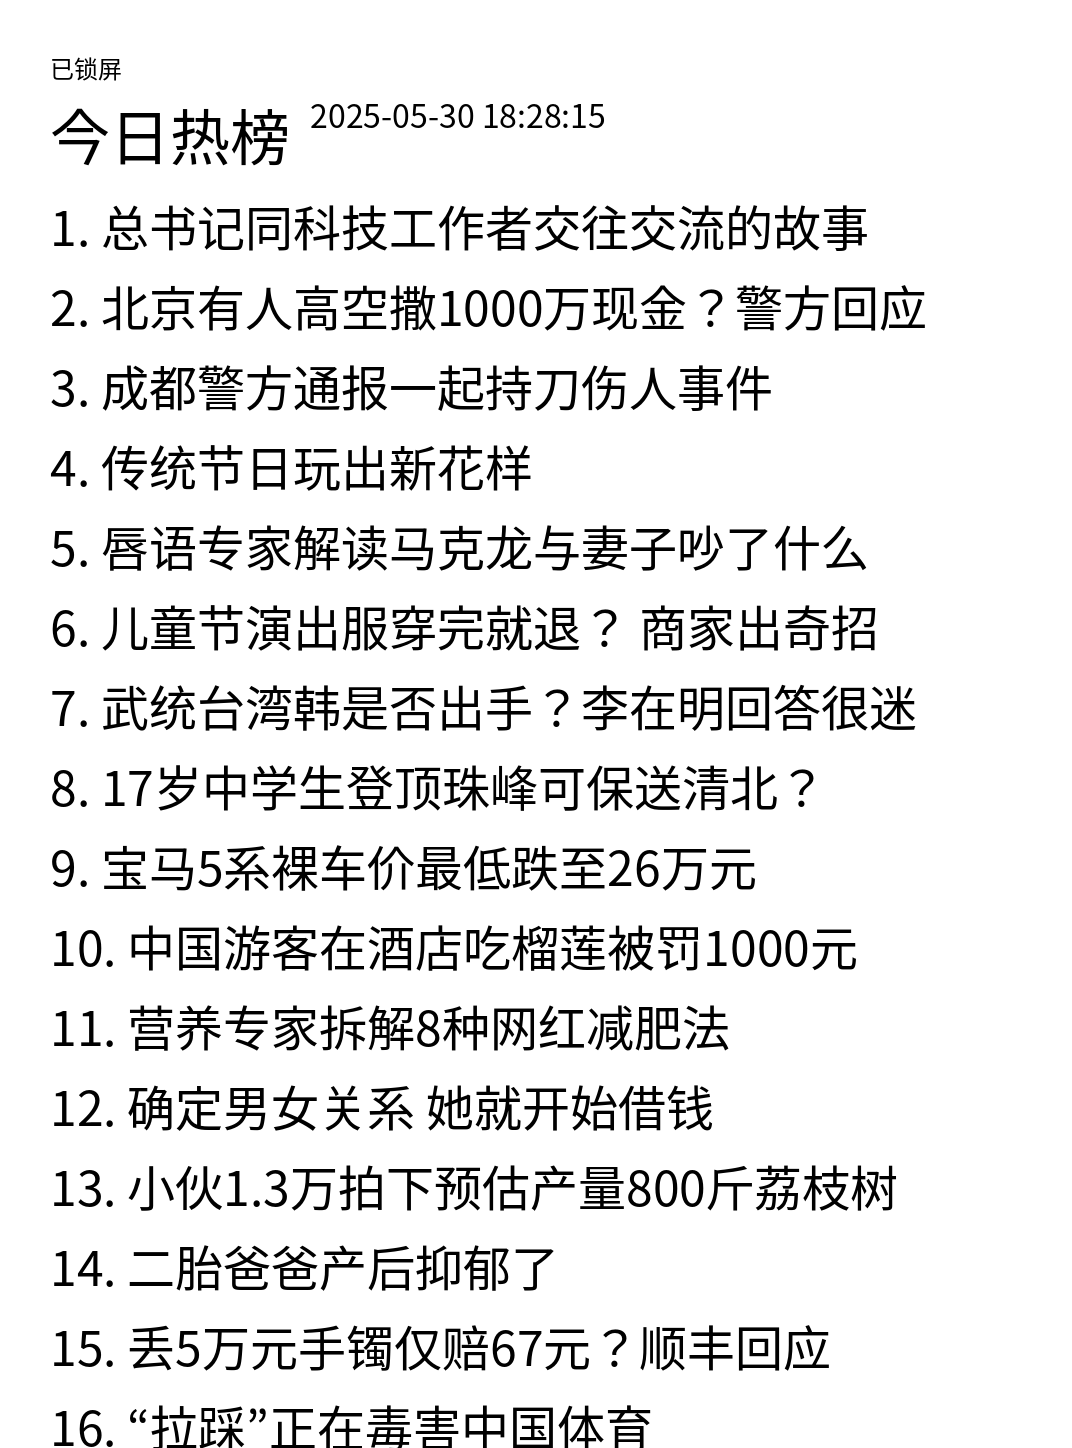 已锁屏
今日热榜 2025-05-30 18:28:15
1. 总书记同科技工作者交往交流的故事
2. 北京有人高空撒1000万现金？警方回应
3. 成都警方通报一起持刀伤人事件
4. 传统节日玩出新花样
5. 唇语专家解读马克龙与妻子吵了什么
6. 儿童节演出服穿完就退？ 商家出奇招
7. 武统台湾韩是否出手？李在明回答很迷
8. 17岁中学生登顶珠峰可保送清北？
9. 宝马5系裸车价最低跌至26万元
10. 中国游客在酒店吃榴莲被罚1000元
11. 营养专家拆解8种网红减肥法
12. 确定男女关系 她就开始借钱
13. 小伙1.3万拍下预估产量800斤荔枝树
14. 二胎爸爸产后抑郁了
15. 丢5万元手镯仅赔67元？顺丰回应
16. “拉踩”正在毒害中国体育